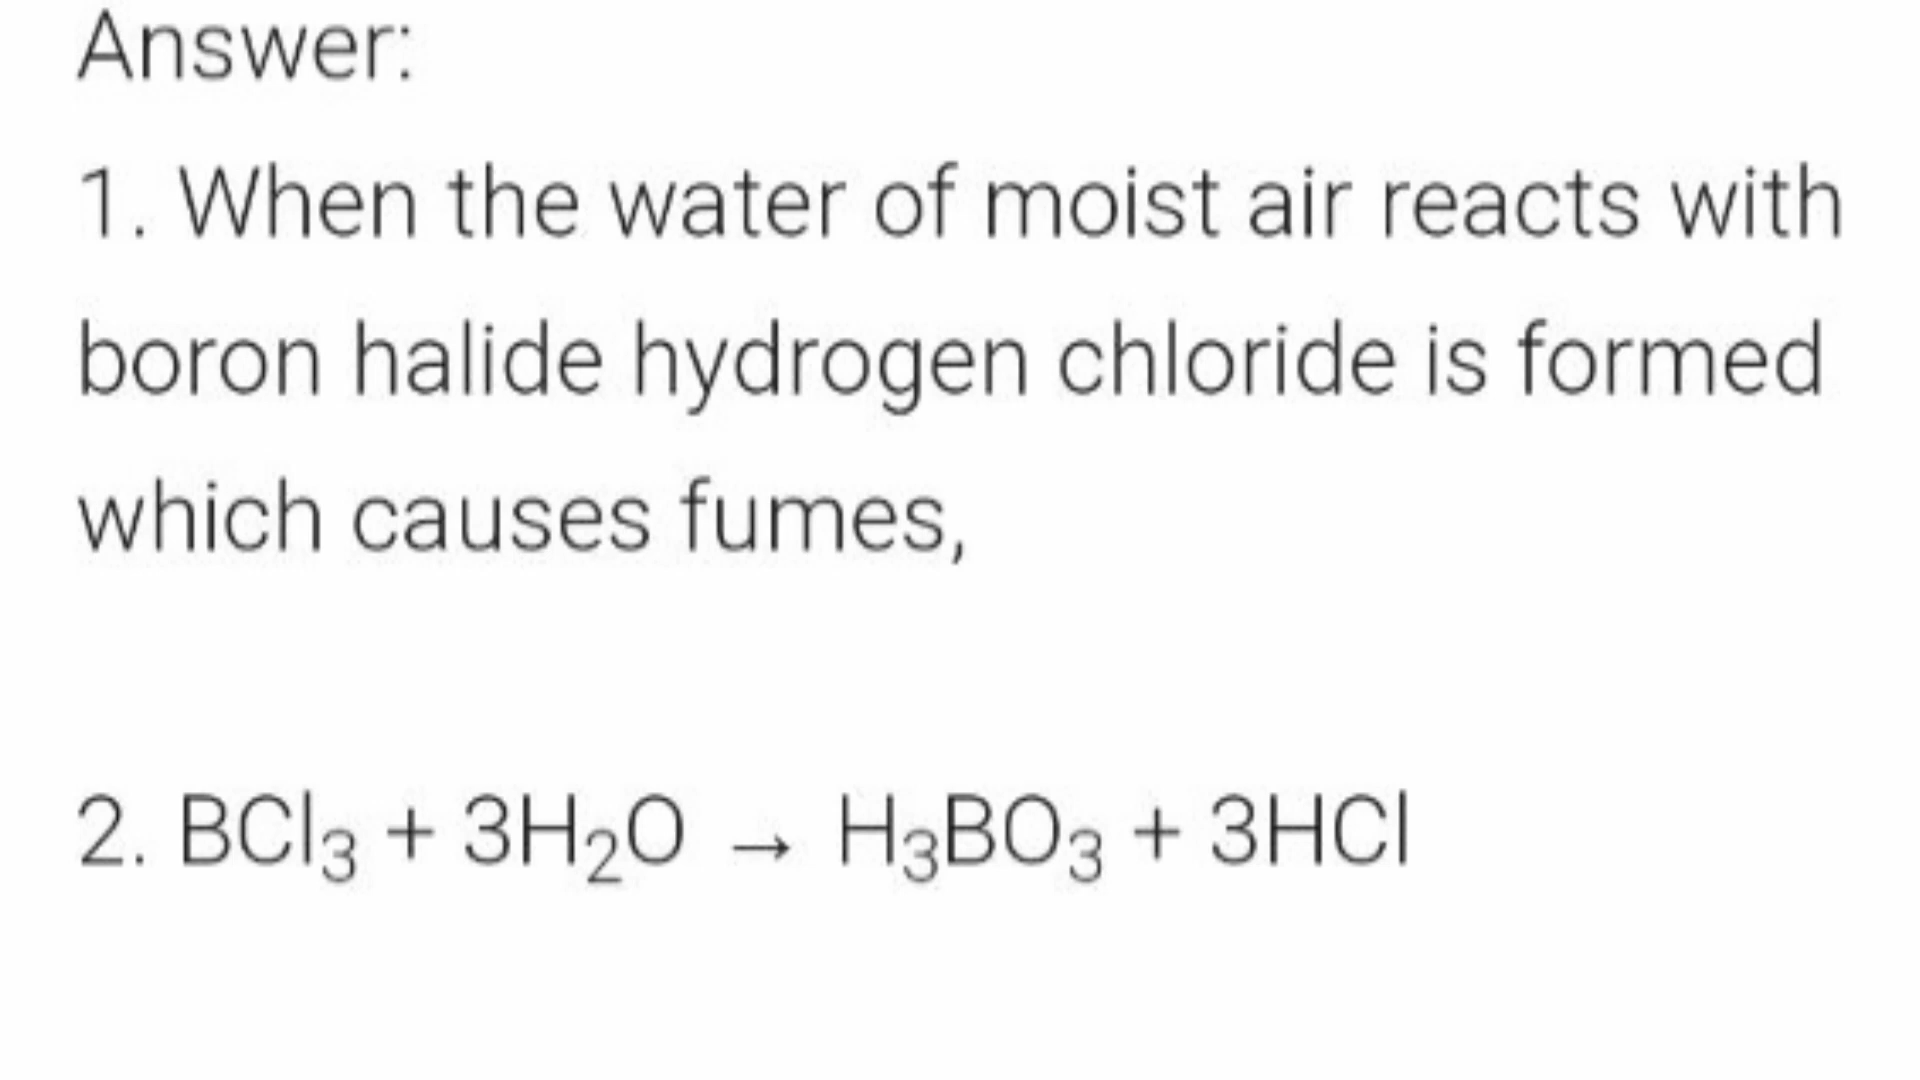 Answer:
1. When the water of moist air reacts with
boron halide hydrogen chloride is formed
which causes fumes,
2. BCl₃ + 3H₂O → H₃BO₃ + 3HCl